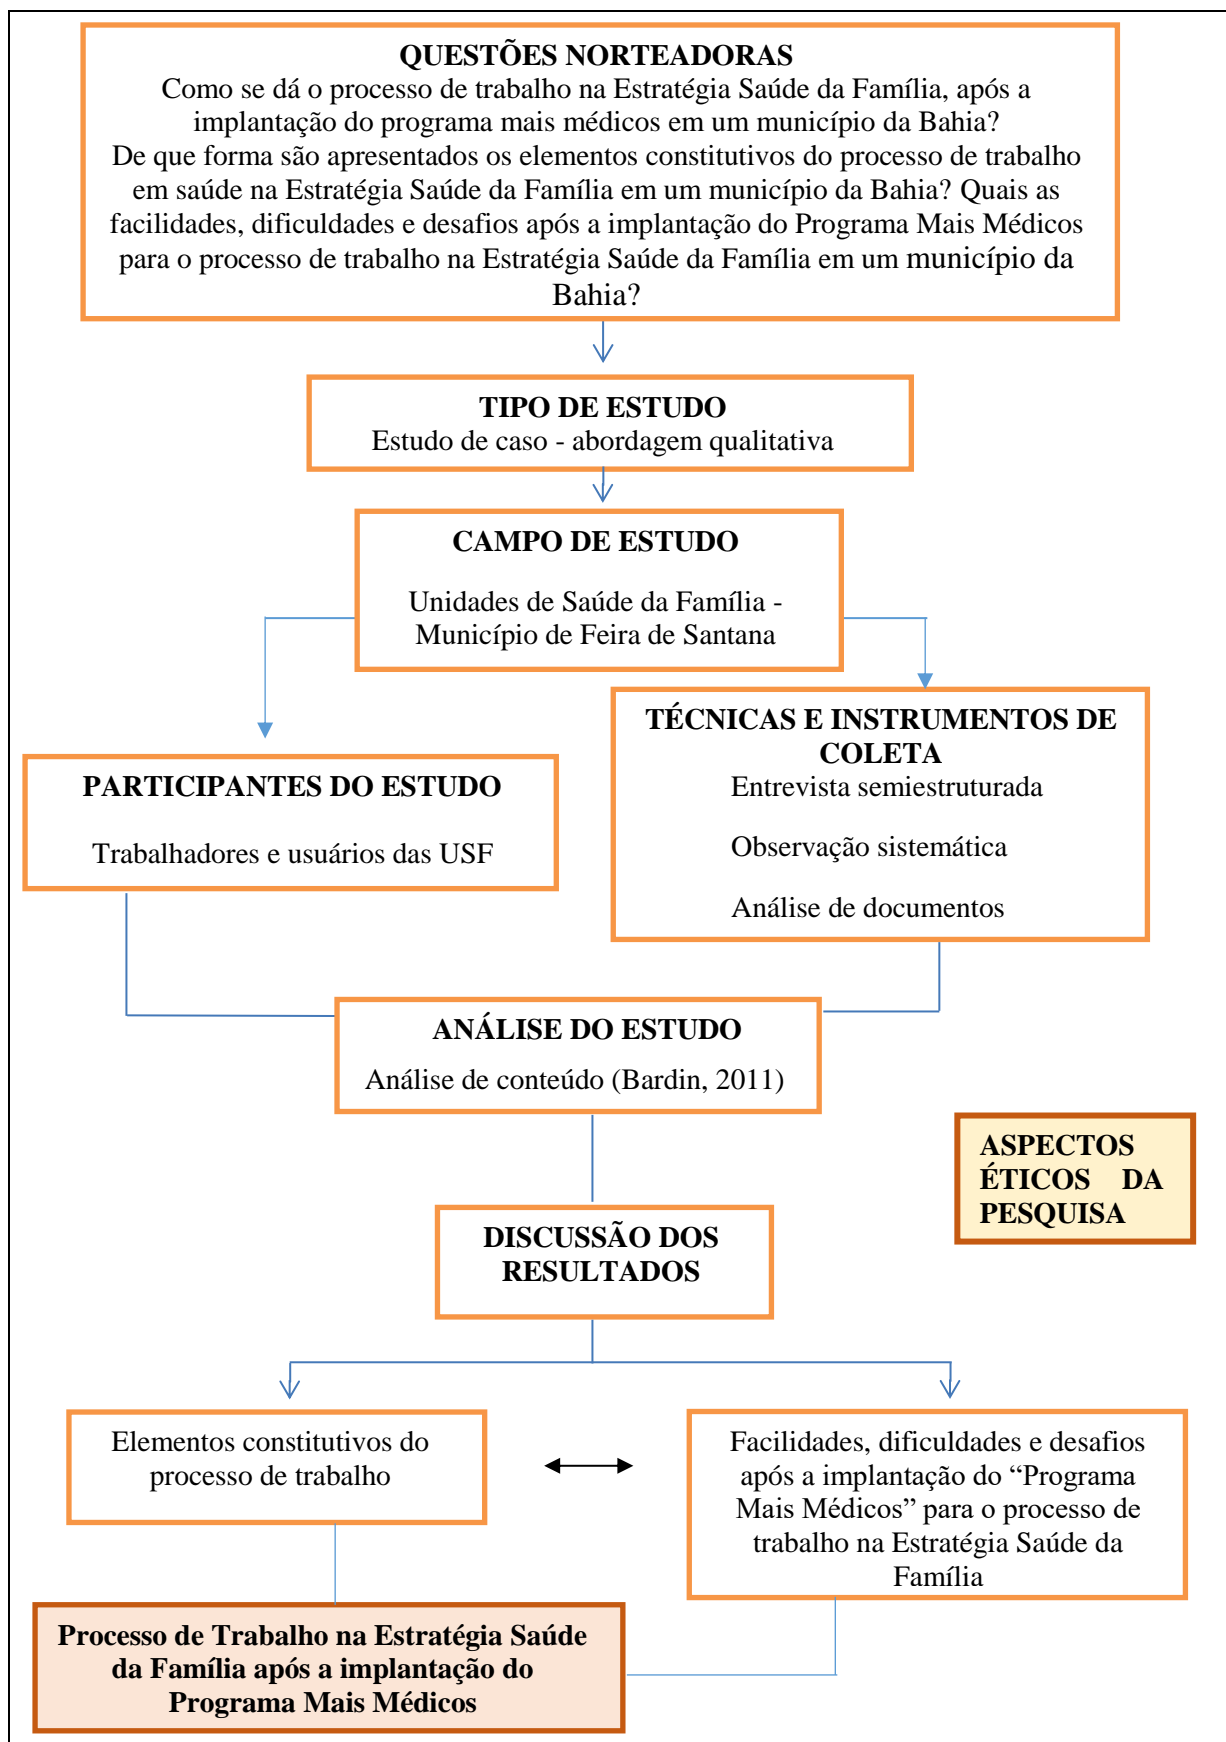 QUESTÕES NORTEADORAS
Como se dá o processo de trabalho na Estratégia Saúde da Família, após a
implantação do programa mais médicos em um município da Bahia?
De que forma são apresentados os elementos constitutivos do processo de trabalho
em saúde na Estratégia Saúde da Família em um município da Bahia? Quais as
facilidades, dificuldades e desafios após a implantação do Programa Mais Médicos
para o processo de trabalho na Estratégia Saúde da Família em um município da
Bahia?
TIPO DE ESTUDO
Estudo de caso - abordagem qualitativa
CAMPO DE ESTUDO
Unidades de Saúde da Família -
Município de Feira de Santana
PARTICIPANTES DO ESTUDO
Trabalhadores e usuários das USF
TÉCNICAS E INSTRUMENTOS DE
COLETA
Entrevista semiestruturada
Observação sistemática
Análise de documentos
ANÁLISE DO ESTUDO
Análise de conteúdo (Bardin, 2011)
ASPECTOS
ÉTICOS DA
PESQUISA
DISCUSSÃO DOS
RESULTADOS
Elementos constitutivos do
processo de trabalho
Facilidades, dificuldades e desafios
após a implantação do “Programa
Mais Médicos” para o processo de
trabalho na Estratégia Saúde da
Família
Processo de Trabalho na Estratégia Saúde
da Família após a implantação do
Programa Mais Médicos